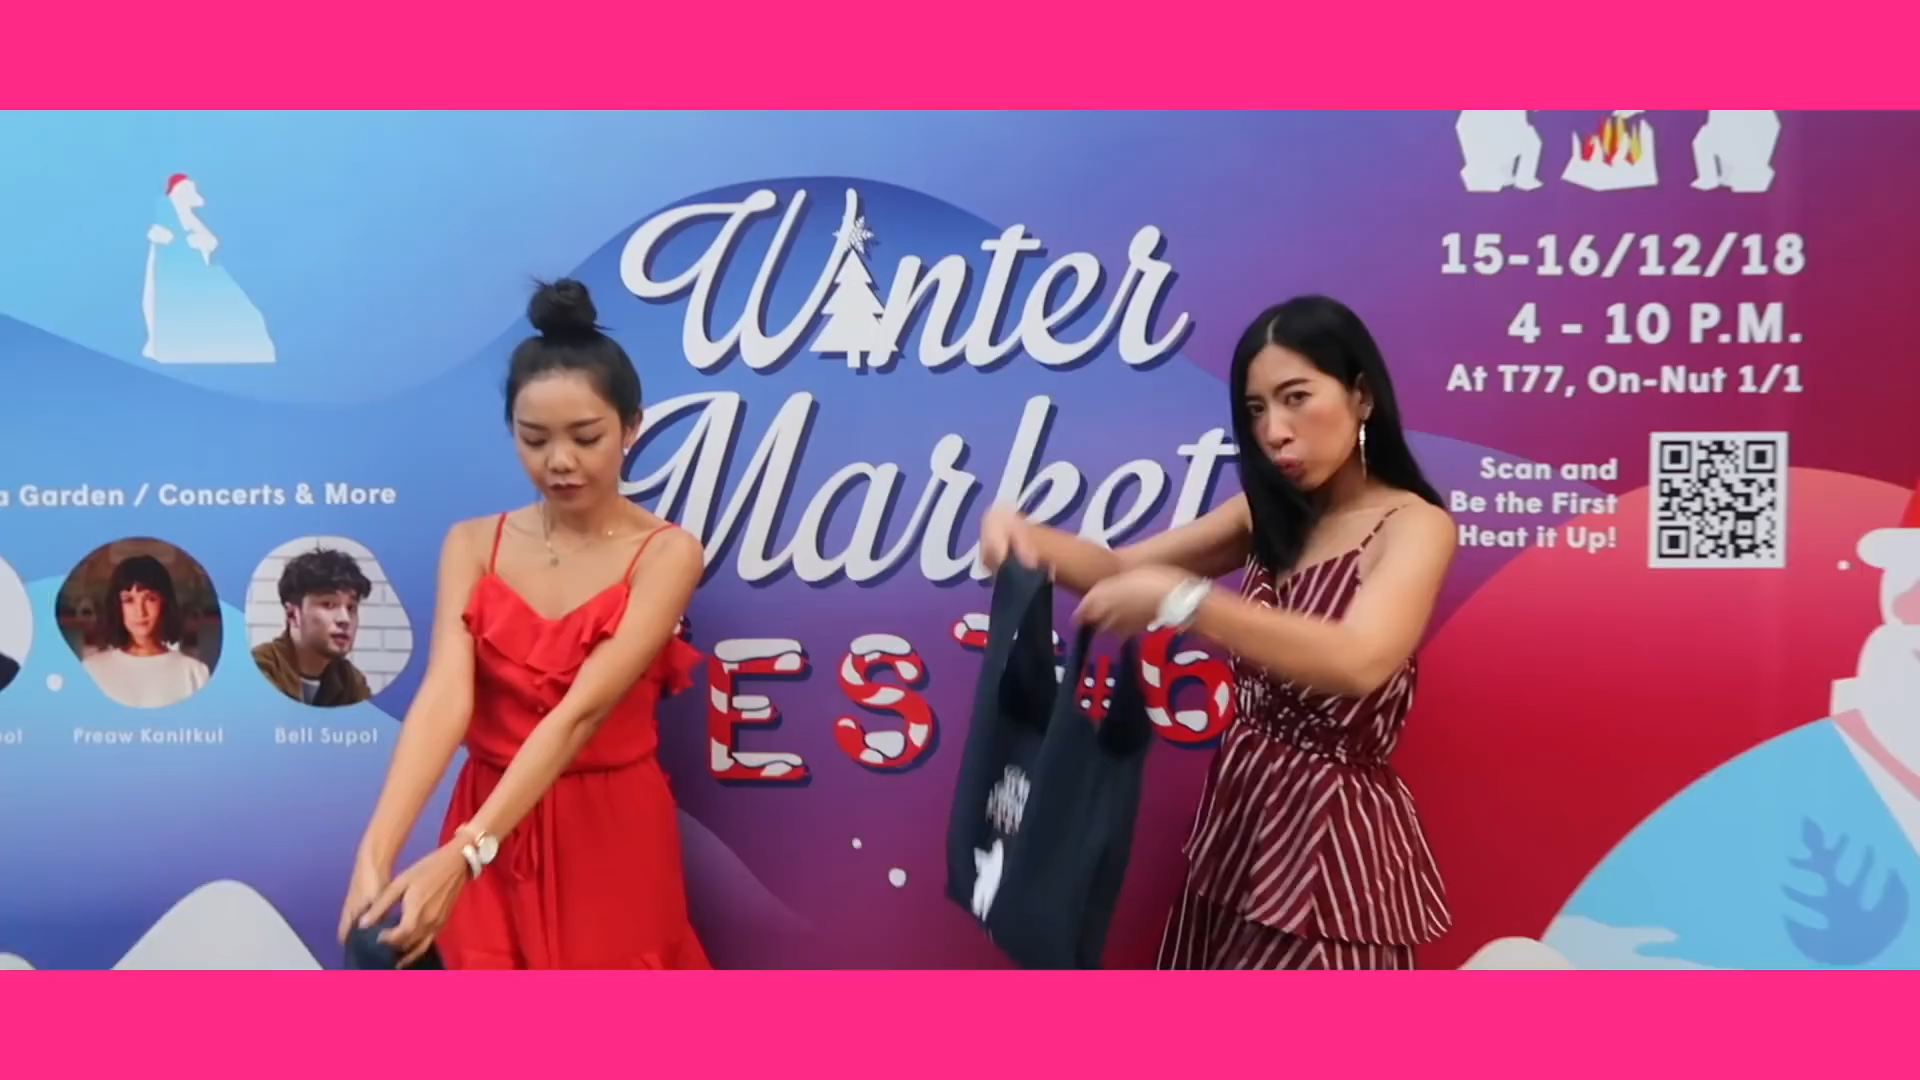 Winter
Market
FEST #6
15-16/12/18
4 - 10 P.M.
At T77, On-Nut 1/1
Scan and
Be the First
Heat it Up!
a Garden / Concerts & More
Preaw Kanitkul
Bell Supol